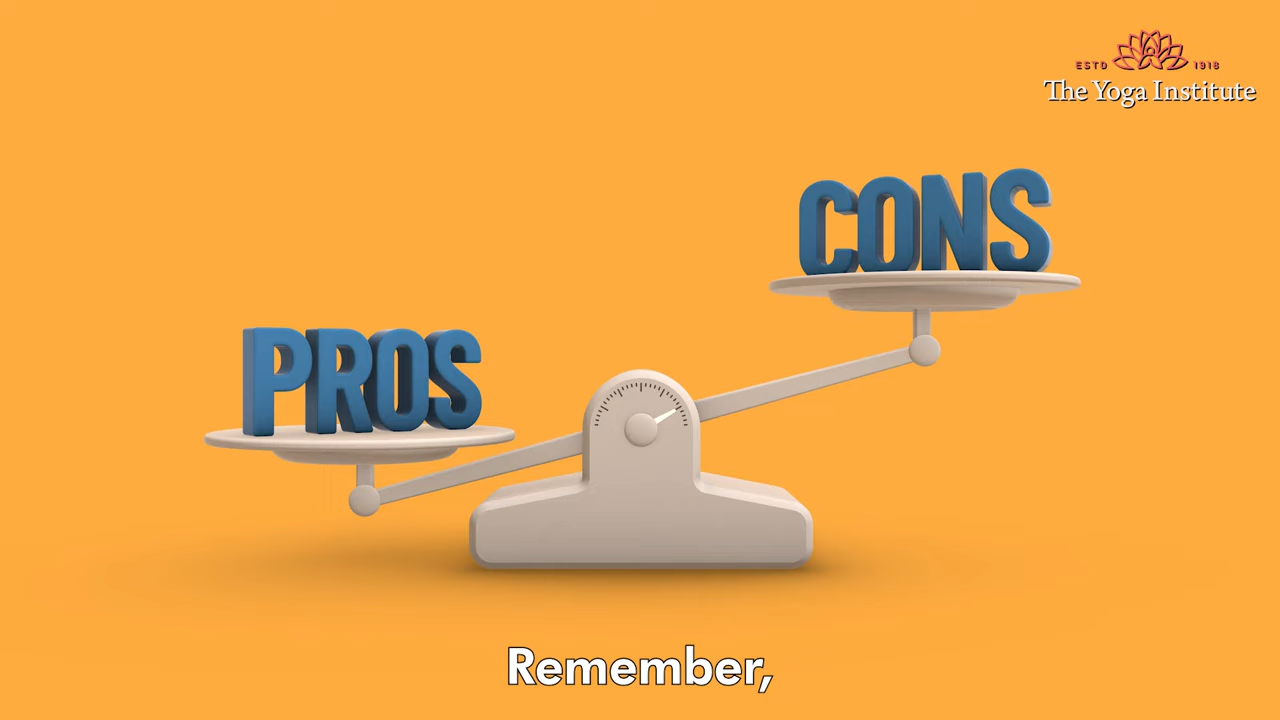 ESTD 1918
The Yoga Institute
CONS
PROS
Remember,